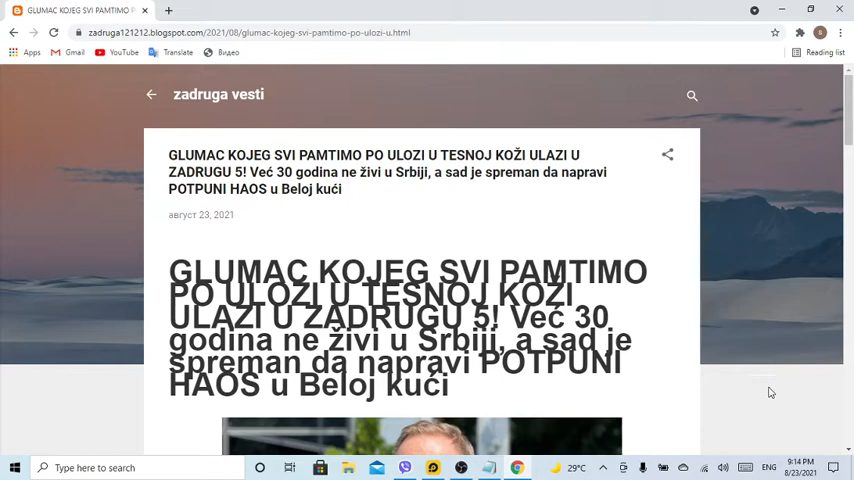 GLUMAC KOJEG SVI PAMTIMO P
zadruga121212.blogspot.com/2021/08/glumac-kojeg-svi-pamtimo-po-ulozi-u.html
Apps Gmail YouTube Translate Видео Reading list
zadruga vesti
GLUMAC KOJEG SVI PAMTIMO PO ULOZI U TESNOJ KOŽI ULAZI U
ZADRUGU 5! Već 30 godina ne živi u Srbiji, a sad je spreman da napravi
POTPUNI HAOS u Beloj kući
август 23, 2021
GLUMAC KOJEG SVI PAMTIMO
PO ULOZI U TESNOJ KOŽI
ULAZI U ZADRUGU 5! Već 30
godina ne živi u Srbiji, a sad je
spreman da napravi POTPUNI
HAOS u Beloj kući
Type here to search
29°C
ENG
9:14 PM
8/23/2021